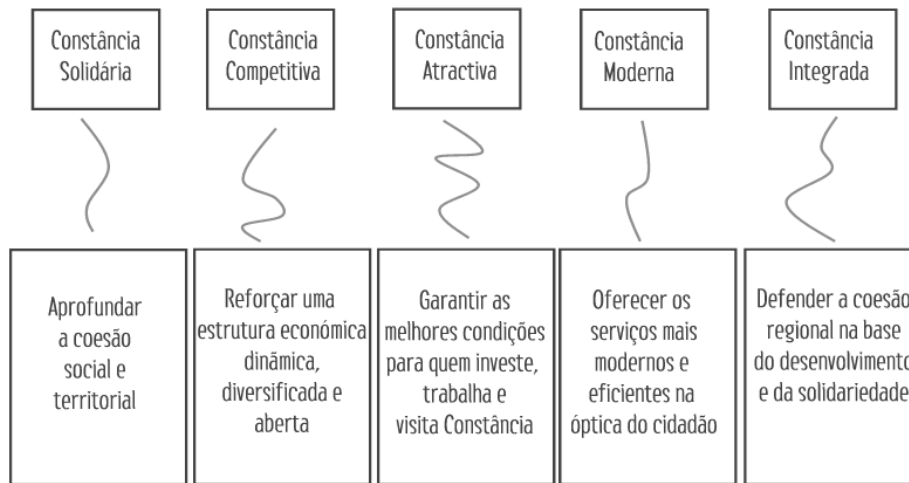 Constância
Solidária
Constância
Competitiva
Constância
Atractiva
Constância
Moderna
Constância
Integrada
Aprofundar
a coesão
social e
territorial
Reforçar uma
estrutura económica
dinâmica,
diversificada e
aberta
Garantir as
melhores condições
para quem investe,
trabalha e
visita Constância
Oferecer os
serviços mais
modernos e
eficientes na
óptica do cidadão
Defender a coesão
regional na base
do desenvolvimento
e da solidariedade